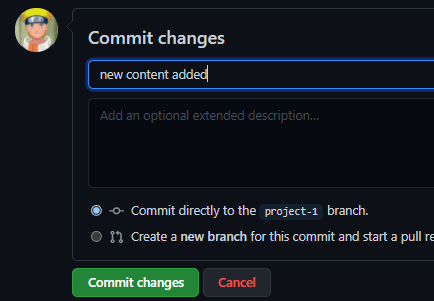 Commit changes
new content added
Add an optional extended description...
Commit directly to the project-1 branch.
Create a new branch for this commit and start a pull re
Commit changes
Cancel